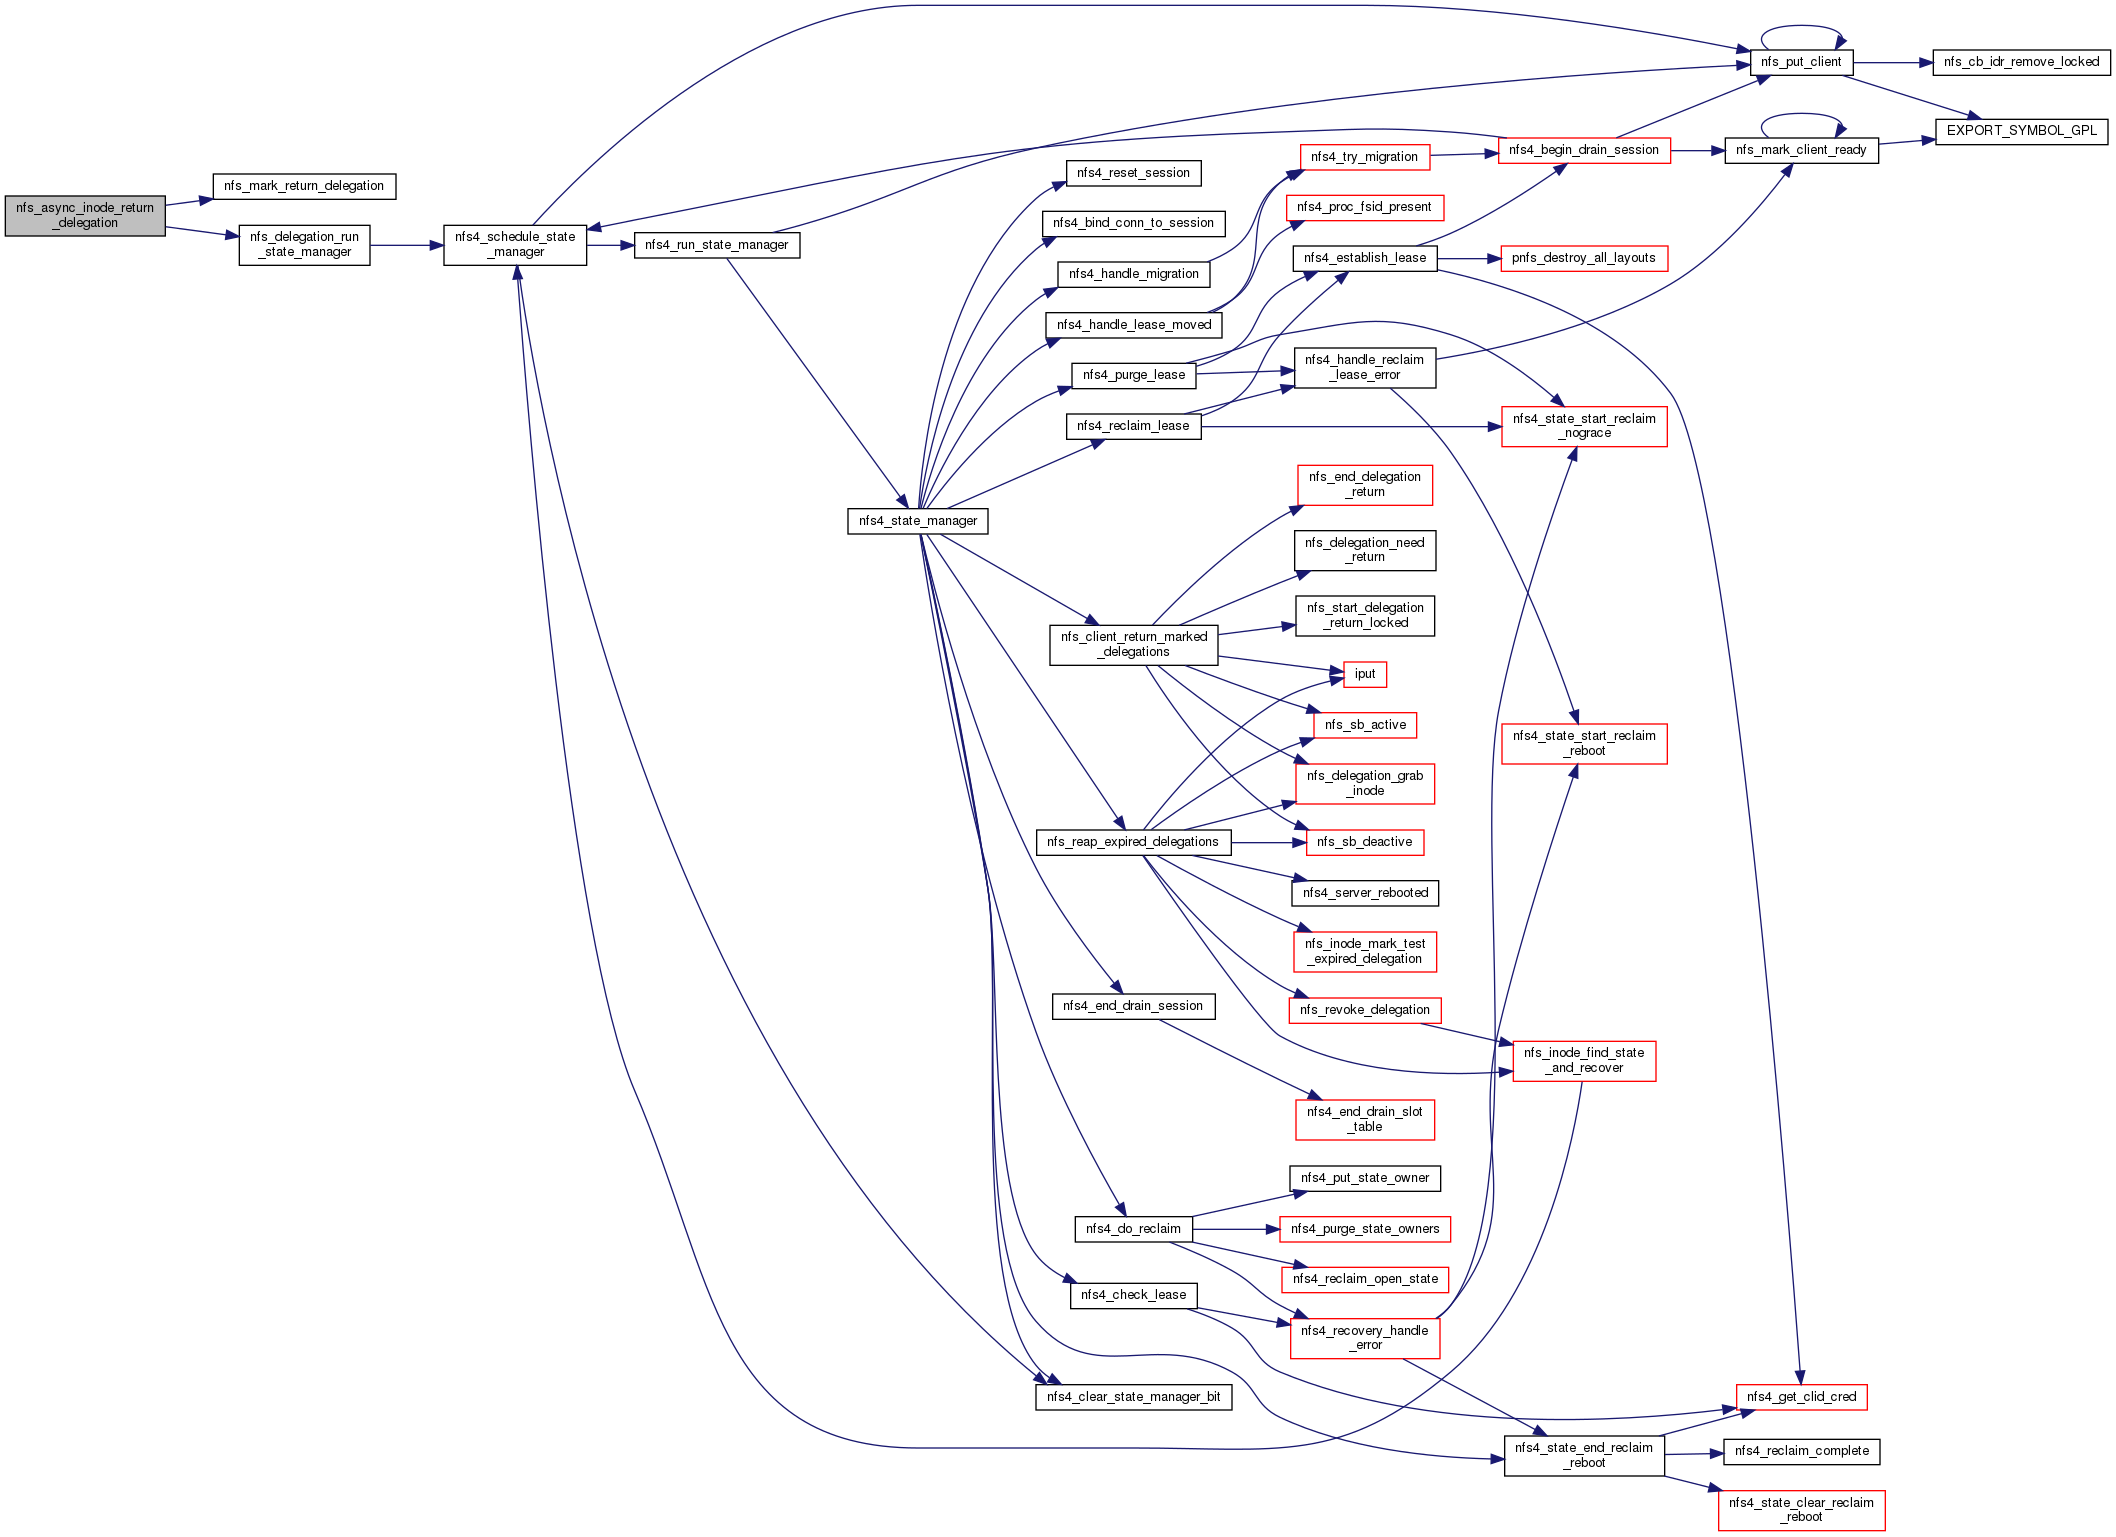 nfs_async_inode_return
_delegation
nfs_mark_return_delegation
nfs_delegation_run
_state_manager
nfs4_schedule_state
_manager
nfs4_run_state_manager
nfs4_state_manager
nfs4_reset_session
nfs4_bind_conn_to_session
nfs4_handle_migration
nfs4_handle_lease_moved
nfs4_purge_lease
nfs4_reclaim_lease
nfs_client_return_marked
_delegations
nfs_reap_expired_delegations
nfs4_end_drain_session
nfs4_do_reclaim
nfs4_check_lease
nfs4_clear_state_manager_bit
nfs4_try_migration
nfs4_proc_fsid_present
nfs4_establish_lease
nfs4_handle_reclaim
_lease_error
nfs_end_delegation
_return
nfs_delegation_need
_return
nfs_start_delegation
_return_locked
iput
nfs_sb_active
nfs_delegation_grab
_inode
nfs_sb_deactive
nfs4_server_rebooted
nfs_inode_mark_test
_expired_delegation
nfs_revoke_delegation
nfs4_end_drain_slot
_table
nfs4_put_state_owner
nfs4_purge_state_owners
nfs4_reclaim_open_state
nfs4_recovery_handle
_error
nfs4_begin_drain_session
pnfs_destroy_all_layouts
nfs4_state_start_reclaim
_nograce
nfs4_state_start_reclaim
_reboot
nfs_inode_find_state
_and_recover
nfs4_state_end_reclaim
_reboot
nfs_put_client
nfs_mark_client_ready
nfs4_get_clid_cred
nfs4_reclaim_complete
nfs4_state_clear_reclaim
_reboot
nfs_cb_idr_remove_locked
EXPORT_SYMBOL_GPL